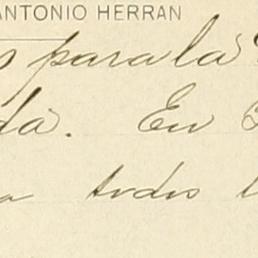 ANTONIO HERRAN
para la
da. En
todo